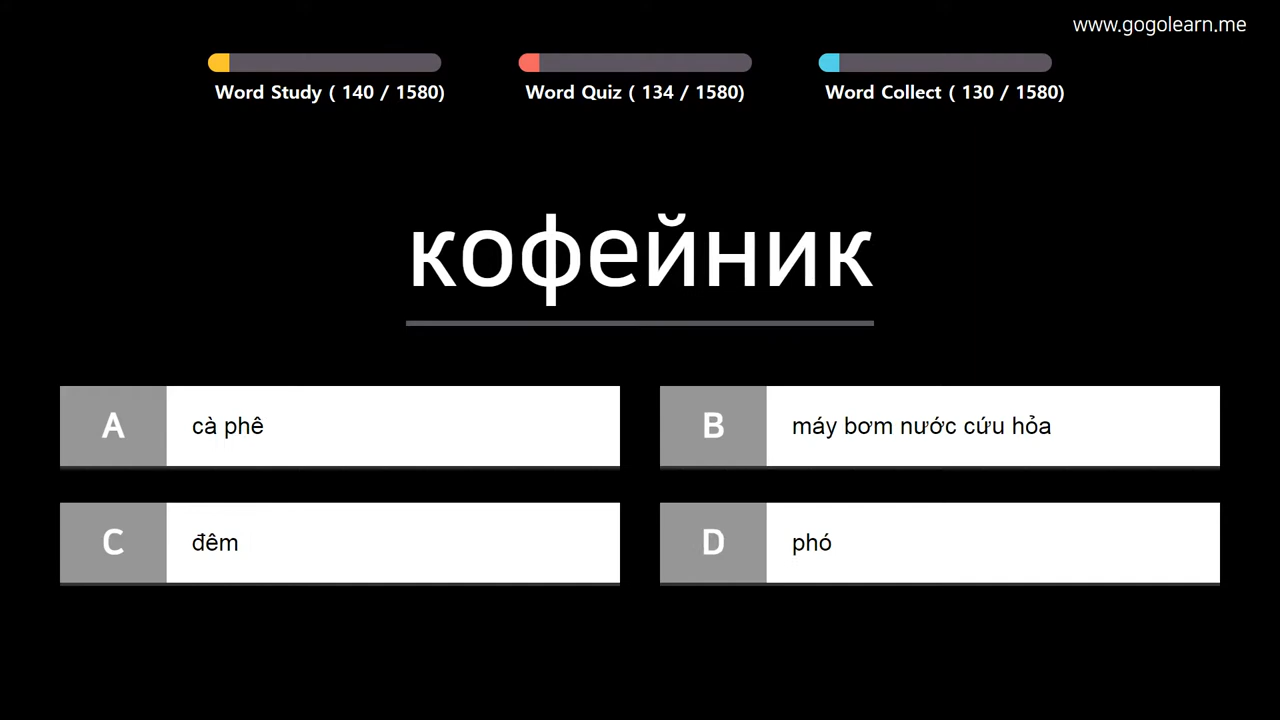 www.gogolearn.me
Word Study ( 140 / 1580)
Word Quiz ( 134 / 1580)
Word Collect ( 130 / 1580)
кофейник
A cà phê
B máy bơm nước cứu hỏa
C đêm
D phó